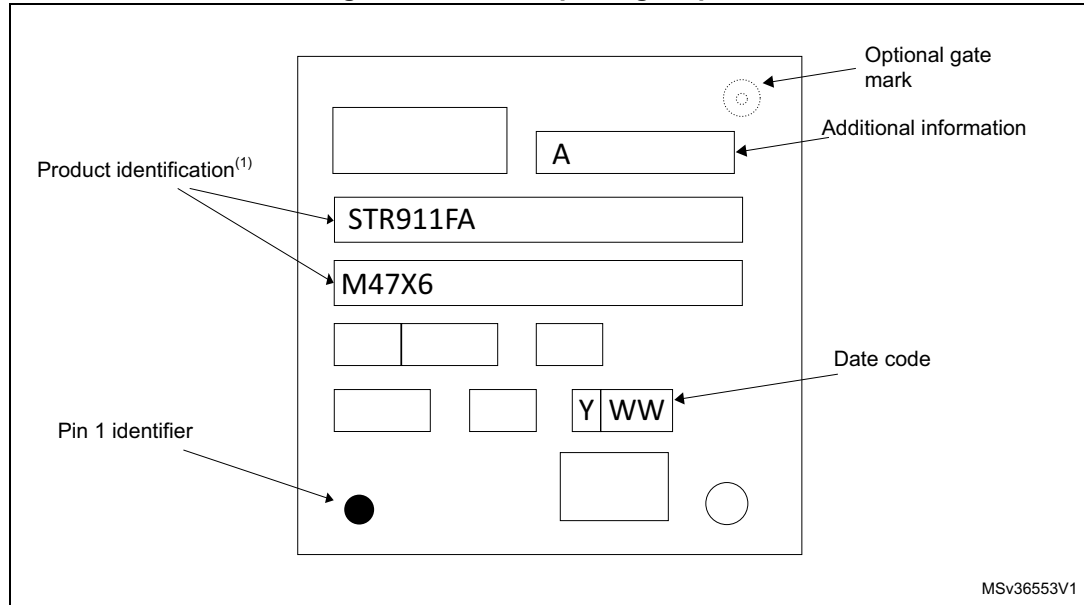 Optional gate
mark
Additional information
A
Product identification(1)
STR911FA
M47X6
Date code
Y WW
Pin 1 identifier
MSv36553V1